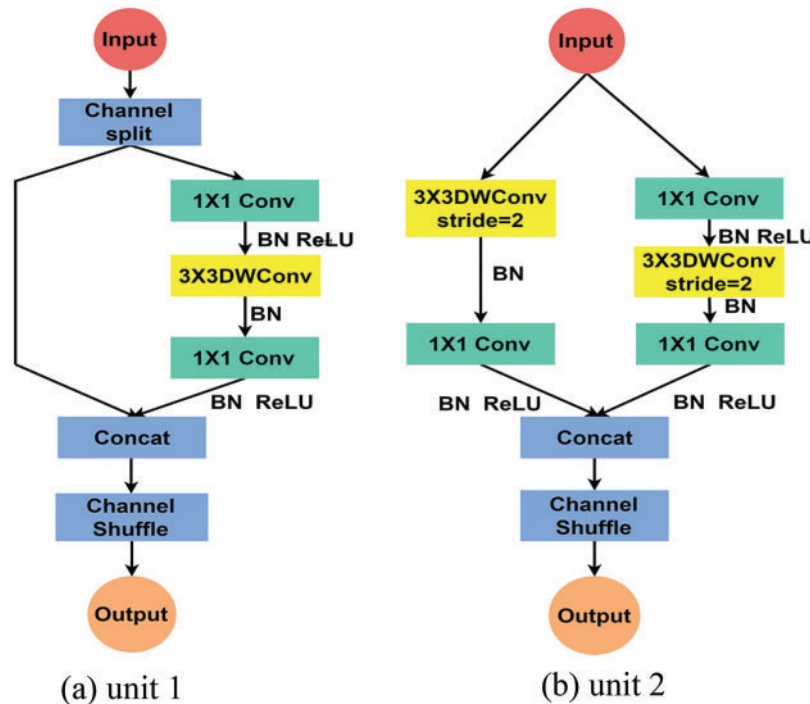 Input
Channel
split
1X1 Conv
BN ReLU
3X3DWConv
BN
1X1 Conv
BN ReLU
Concat
Channel
Shuffle
Output
(a) unit 1
Input
3X3DWConv
stride=2
BN
1X1 Conv
BN ReLU
1X1 Conv
BN ReLU
3X3DWConv
stride=2
BN
1X1 Conv
BN ReLU
Concat
Channel
Shuffle
Output
(b) unit 2